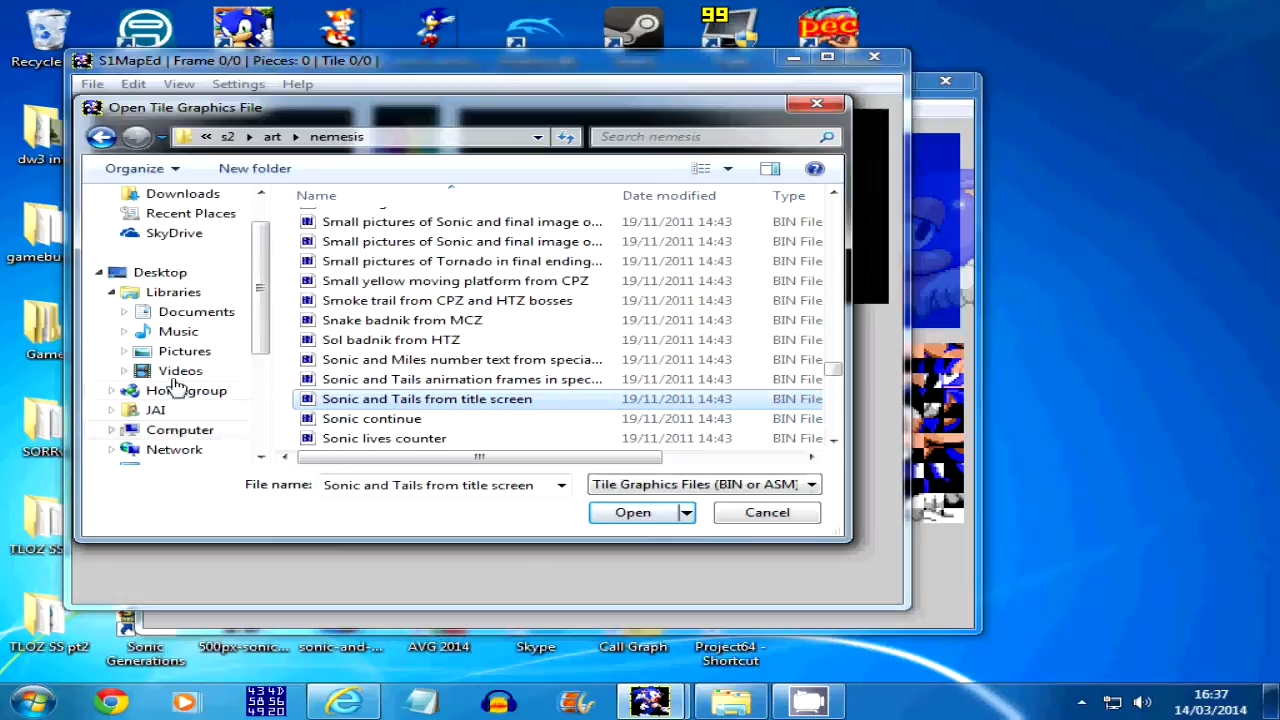 99
pec
Recycle
S1MapEd | Frame 0/0 | Pieces: 0 | Tile 0/0 |
File Edit View Settings Help
Open Tile Graphics File
« s2 art nemesis
Search nemesis
Organize New folder
Name Date modified Type
Downloads
Recent Places
SkyDrive
Desktop
Libraries
Documents
Music
Pictures
Videos
JAI
Computer
Network
Small pictures of Sonic and final image o... 19/11/2011 14:43 BIN File
Small pictures of Sonic and final image o... 19/11/2011 14:43 BIN File
Small pictures of Tornado in final ending... 19/11/2011 14:43 BIN File
Small yellow moving platform from CPZ 19/11/2011 14:43 BIN File
Smoke trail from CPZ and HTZ bosses 19/11/2011 14:43 BIN File
Snake badnik from MCZ 19/11/2011 14:43 BIN File
Sol badnik from HTZ 19/11/2011 14:43 BIN File
Sonic and Miles number text from specia... 19/11/2011 14:43 BIN File
Sonic and Tails animation frames in spec... 19/11/2011 14:43 BIN File
Sonic and Tails from title screen 19/11/2011 14:43 BIN File
Sonic continue 19/11/2011 14:43 BIN File
Sonic lives counter 19/11/2011 14:43 BIN File
File name: Sonic and Tails from title screen
Tile Graphics Files (BIN or ASM)
Open Cancel
dw3 in
gamebu
Game
SORR
TLOZ SS
TLOZ SS pt2
Sonic Generations
500px-sonic...
sonic-and-...
AVG 2014
Skype
Call Graph
Project64 - Shortcut
43 4D
58 56
49 20
16:37
14/03/2014